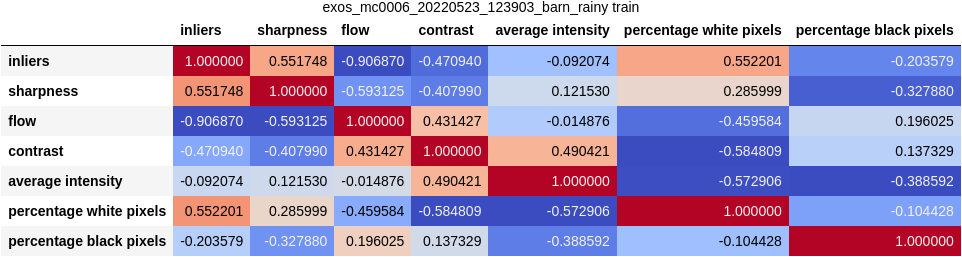 exos_mc0006_20220523_123903_barn_rainy train
inliers sharpness flow contrast average intensity percentage white pixels percentage black pixels
inliers 1.000000 0.551748 -0.906870 -0.470940 -0.092074 0.552201 -0.203579
sharpness 0.551748 1.000000 -0.593125 -0.407990 0.121530 0.285999 -0.327880
flow -0.906870 -0.593125 1.000000 0.431427 -0.014876 -0.459584 0.196025
contrast -0.470940 -0.407990 0.431427 1.000000 0.490421 -0.584809 0.137329
average intensity -0.092074 0.121530 -0.014876 0.490421 1.000000 -0.572906 -0.388592
percentage white pixels 0.552201 0.285999 -0.459584 -0.584809 -0.572906 1.000000 -0.104428
percentage black pixels -0.203579 -0.327880 0.196025 0.137329 -0.388592 -0.104428 1.000000